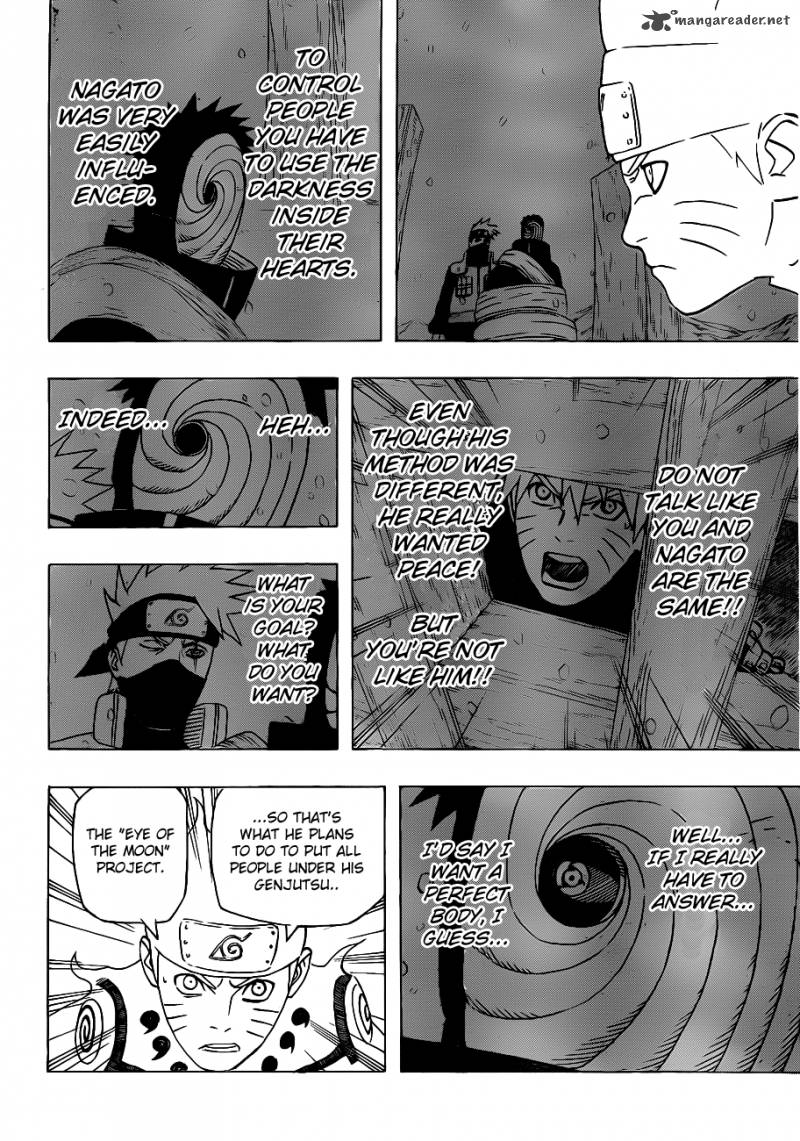 mangareader.net
TO
CONTROL
PEOPLE
YOU HAVE
TO USE THE
DARKNESS
INSIDE
THEIR
HEARTS.
NAGATO
WAS VERY
EASILY
INFLU-
ENCED.
DO NOT
TALK LIKE
YOU AND
NAGATO
ARE THE
SAME!!
EVEN
THOUGH HIS
METHOD WAS
DIFFERENT,
HE REALLY
WANTED
PEACE!
BUT
YOU'RE NOT
LIKE HIM!!
HEH...
INDEED...
WHAT
IS YOUR
GOAL?
WHAT
DO YOU
WANT?
WELL...
IF I REALLY
HAVE TO
ANSWER...
I'D SAY I
WANT A
PERFECT
BODY, I
GUESS...
...SO THAT'S
WHAT HE PLANS
TO DO TO PUT ALL
PEOPLE UNDER HIS
GENJUTSU..
THE "EYE OF
THE MOON"
PROJECT.